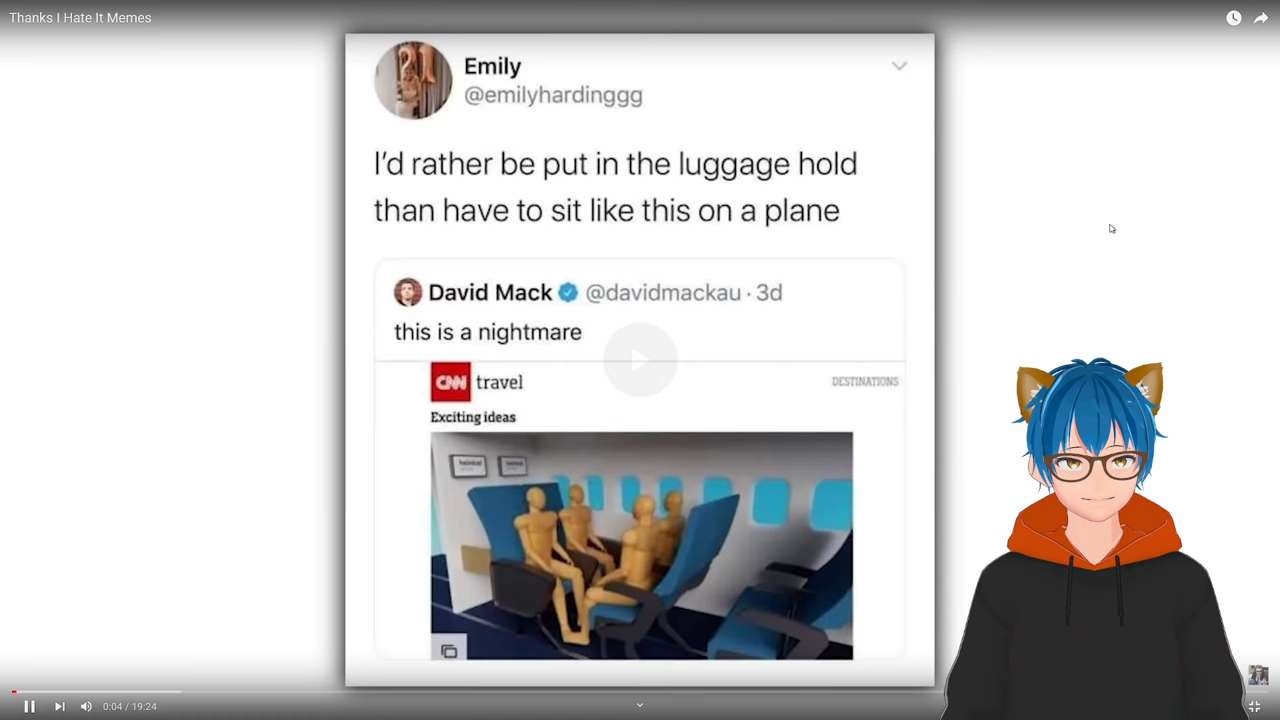 Thanks I Hate It Memes
Emily
@emilyhardinggg
I'd rather be put in the luggage hold
than have to sit like this on a plane
David Mack @davidmackau · 3d
this is a nightmare
CNN travel DESTINATIONS
Exciting ideas
heinkel
0:04 / 19:24